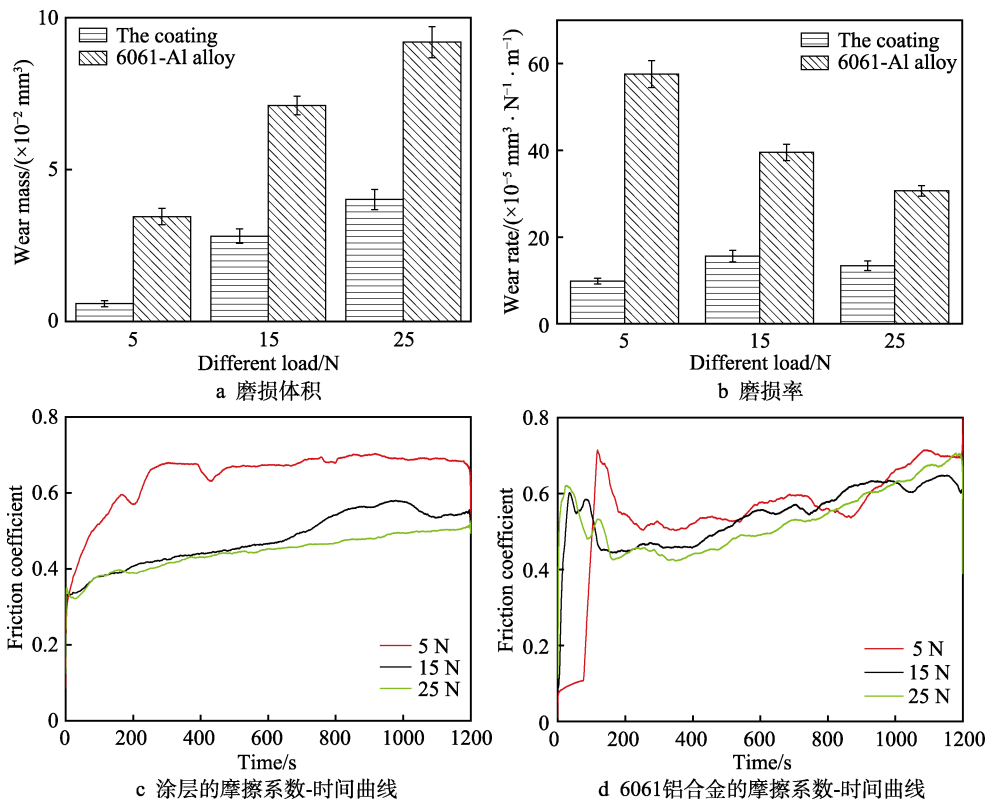 10
5
0
Wear mass/(×10⁻² mm³)
The coating
6061-Al alloy
5 15 25
Different load/N
a 磨损体积
60
40
20
0
Wear rate/(×10⁻⁵ mm³ · N⁻¹ · m⁻¹)
The coating
6061-Al alloy
5 15 25
Different load/N
b 磨损率
0.8
0.6
0.4
0.2
0
Friction coefficient
5 N
15 N
25 N
0 200 400 600 800 1000 1200
Time/s
c 涂层的摩擦系数-时间曲线
0.8
0.6
0.4
0.2
0
Friction coefficient
5 N
15 N
25 N
0 200 400 600 800 1000 1200
Time/s
d 6061铝合金的摩擦系数-时间曲线